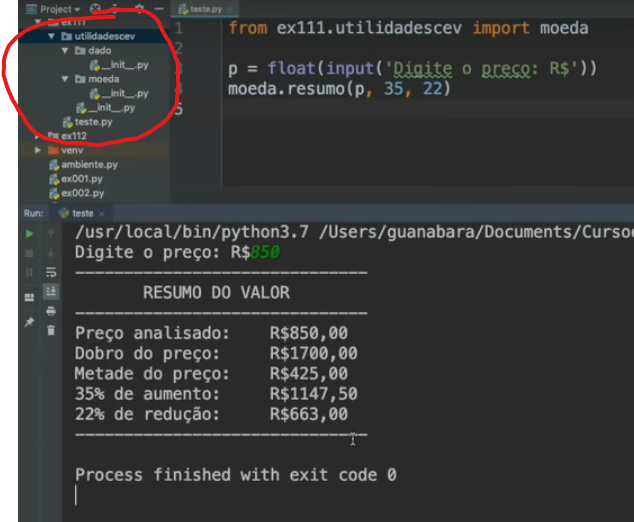 Project
teste.py
ex111
utilidadescev
dado
__init__.py
moeda
__init__.py
__init__.py
teste.py
ex112
venv
ambiente.py
ex001.py
ex002.py
1
2
4
5
from ex111.utilidadescev import moeda
p = float(input('Digite o preço: R$'))
moeda.resumo(p, 35, 22)
Run: teste
/usr/local/bin/python3.7 /Users/guanabara/Documents/Curso
Digite o preço: R$850
------------------------------
RESUMO DO VALOR
------------------------------
Preço analisado: R$850,00
Dobro do preço: R$1700,00
Metade do preço: R$425,00
35% de aumento: R$1147,50
22% de redução: R$663,00
------------------------------
Process finished with exit code 0